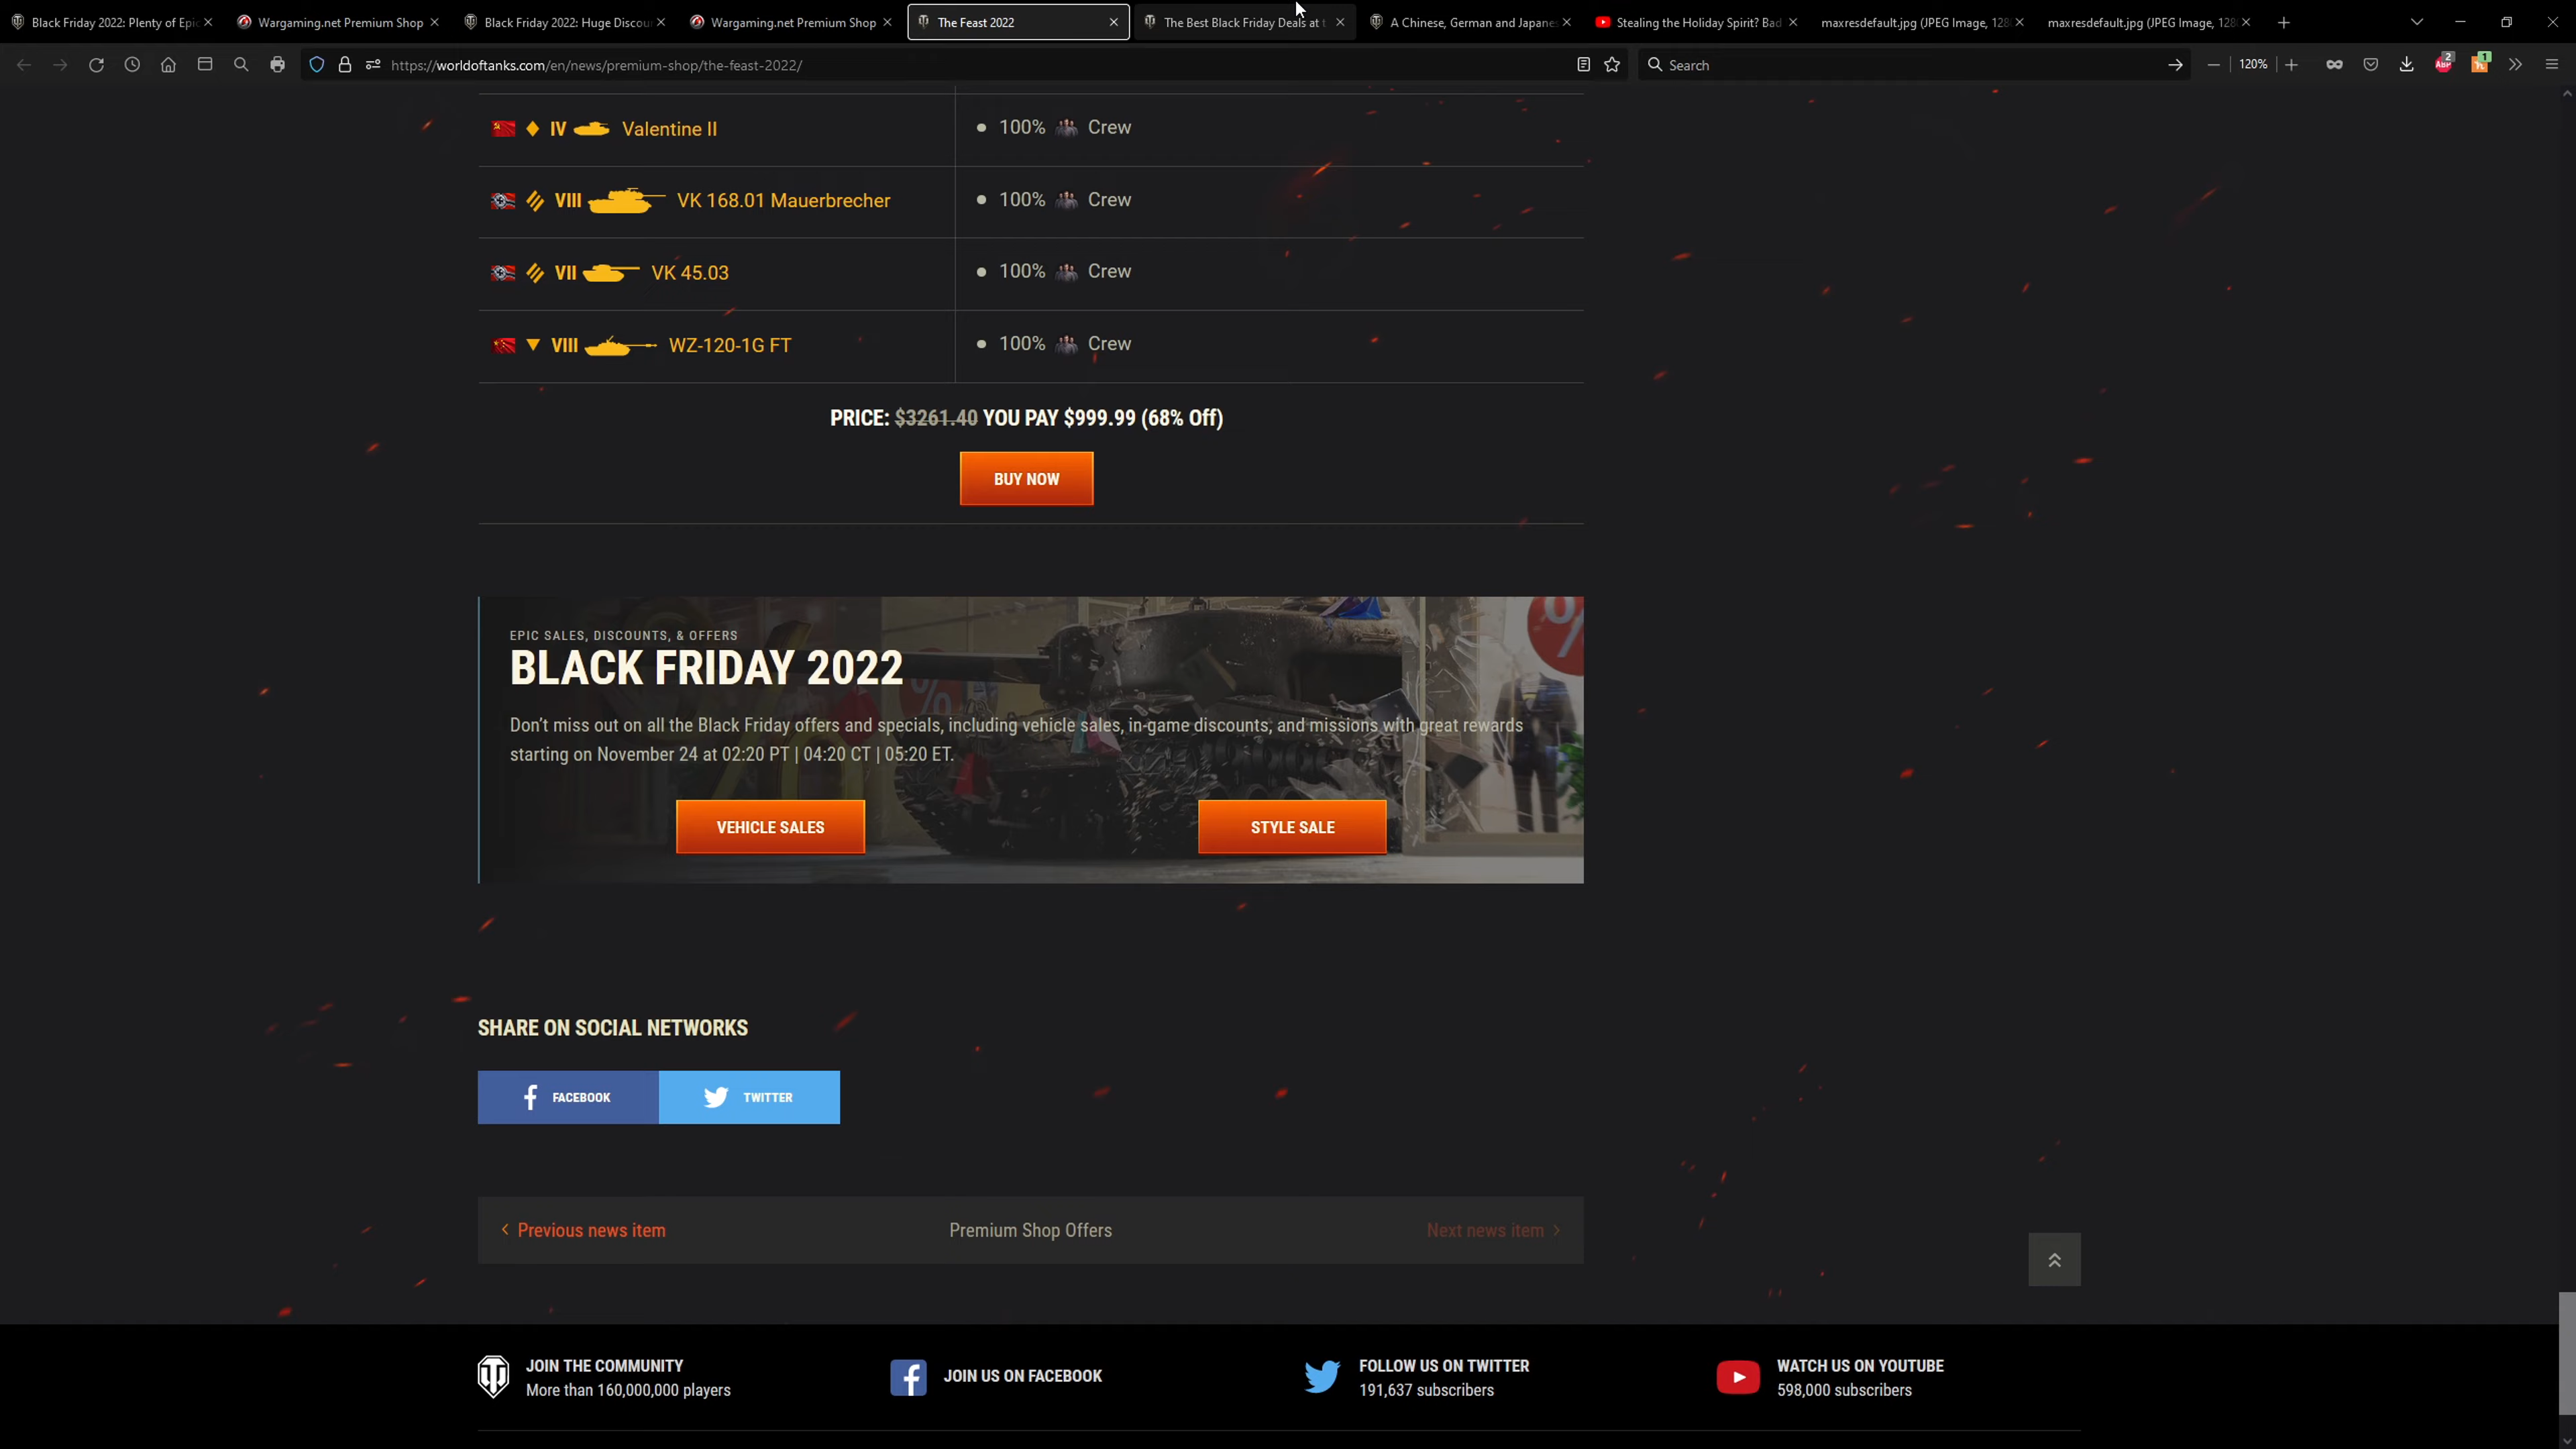 Black Friday 2022: Plenty of Epic
Wargaming.net Premium Shop
Black Friday 2022: Huge Discou
Wargaming.net Premium Shop
The Feast 2022
The Best Black Friday Deals at t
A Chinese, German and Japanes
Stealing the Holiday Spirit? Bad
maxresdefault.jpg (JPEG Image, 128
maxresdefault.jpg (JPEG Image, 128
https://worldoftanks.com/en/news/premium-shop/the-feast-2022/
Search
120%
ABP
2
1
IV Valentine II
100% Crew
VIII VK 168.01 Mauerbrecher
100% Crew
VII VK 45.03
100% Crew
VIII WZ-120-1G FT
100% Crew
PRICE: $3261.40 YOU PAY $999.99 (68% Off)
BUY NOW
EPIC SALES, DISCOUNTS, & OFFERS
BLACK FRIDAY 2022
Don't miss out on all the Black Friday offers and specials, including vehicle sales, in-game discounts, and missions with great rewards
starting on November 24 at 02:20 PT | 04:20 CT | 05:20 ET.
VEHICLE SALES
STYLE SALE
SHARE ON SOCIAL NETWORKS
FACEBOOK
TWITTER
Previous news item
Premium Shop Offers
Next news item
JOIN THE COMMUNITY
More than 160,000,000 players
JOIN US ON FACEBOOK
FOLLOW US ON TWITTER
191,637 subscribers
WATCH US ON YOUTUBE
598,000 subscribers